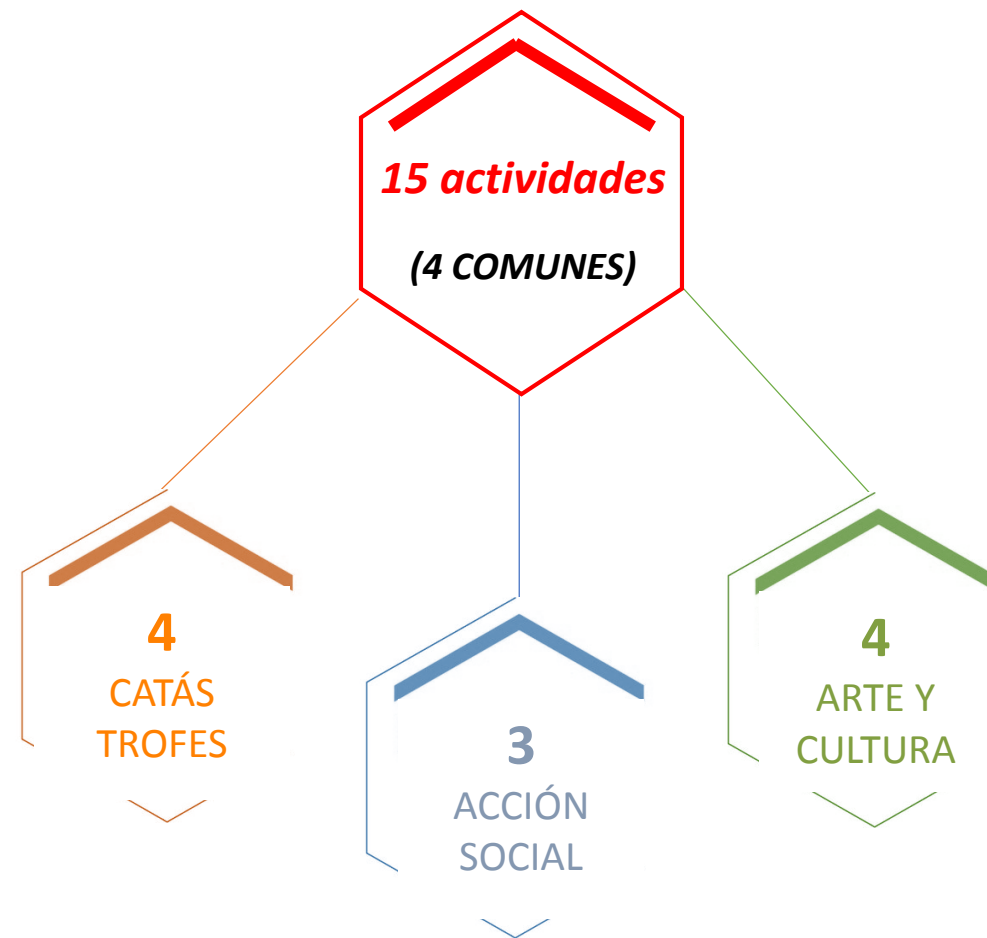 15 actividades
(4 COMUNES)
4
CATÁS
TROFES
3
ACCIÓN
SOCIAL
4
ARTE Y
CULTURA